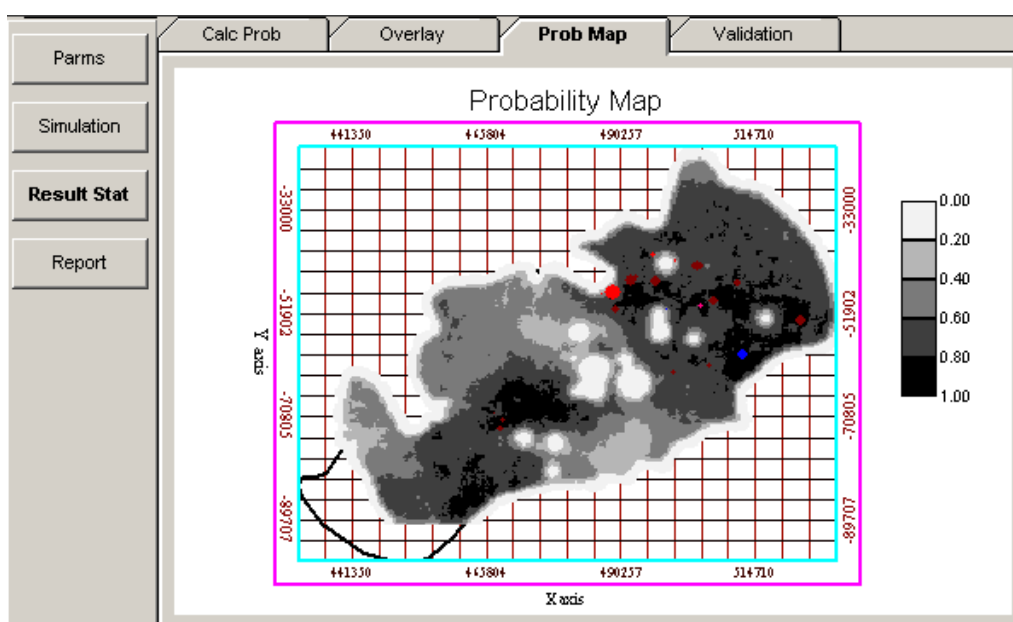 Calc Prob
Overlay
Prob Map
Validation
Parms
Simulation
Result Stat
Report
Probability Map
441350 465804 490257 514710
-33000
-51902
-70805
-89707
Y axis
-33000
-51902
-70805
-89707
441350 465804 490257 514710
X axis
0.00
0.20
0.40
0.60
0.80
1.00